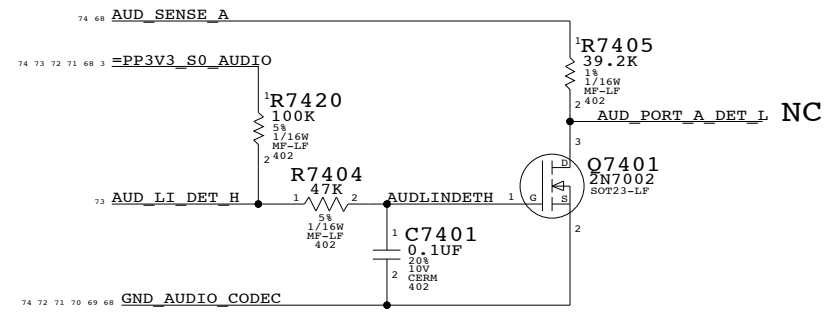 74 68 AUD_SENSE_A
74 73 72 71 68 3 =PP3V3_S0_AUDIO
1
R7405
39.2K
1%
1/16W
MF-LF
402
2
AUD_PORT_A_DET_L NC
1
R7420
100K
5%
1/16W
MF-LF
402
2
3
D
Q7401
2N7002
SOT23-LF
G
S
1
2
R7404
47K
1 2
5%
1/16W
MF-LF
402
73 AUD_LI_DET_H
AUDLINDETH
1
C7401
0.1UF
20%
10V
CERM
402
2
74 72 71 70 69 68 GND_AUDIO_CODEC